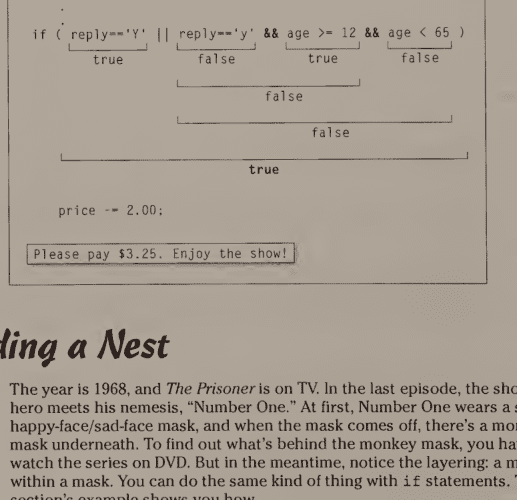 if ( reply=='Y' || reply=='y' && age >= 12 && age < 65 )
true false true false
false
false
true
price -= 2.00;
Please pay $3.25. Enjoy the show!
ding a Nest
The year is 1968, and The Prisoner is on TV. In the last episode, the sho
hero meets his nemesis, “Number One.” At first, Number One wears a s
happy-face/sad-face mask, and when the mask comes off, there’s a mon
mask underneath. To find out what’s behind the monkey mask, you ha
watch the series on DVD. But in the meantime, notice the layering: a m
within a mask. You can do the same kind of thing with if statements. T
section’s example shows you how